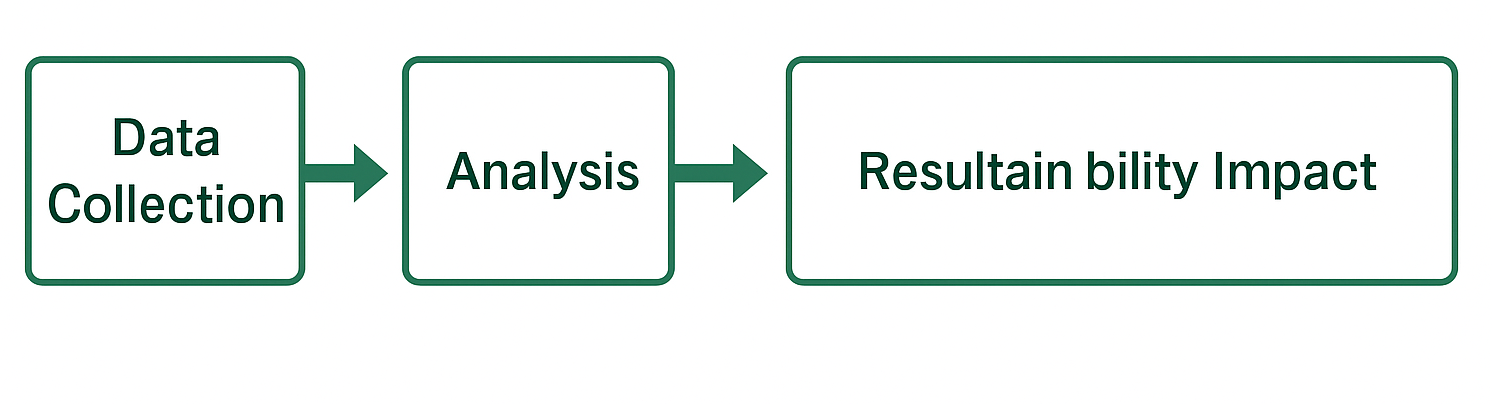 Data
Collection
Analysis
Resultain bility Impact